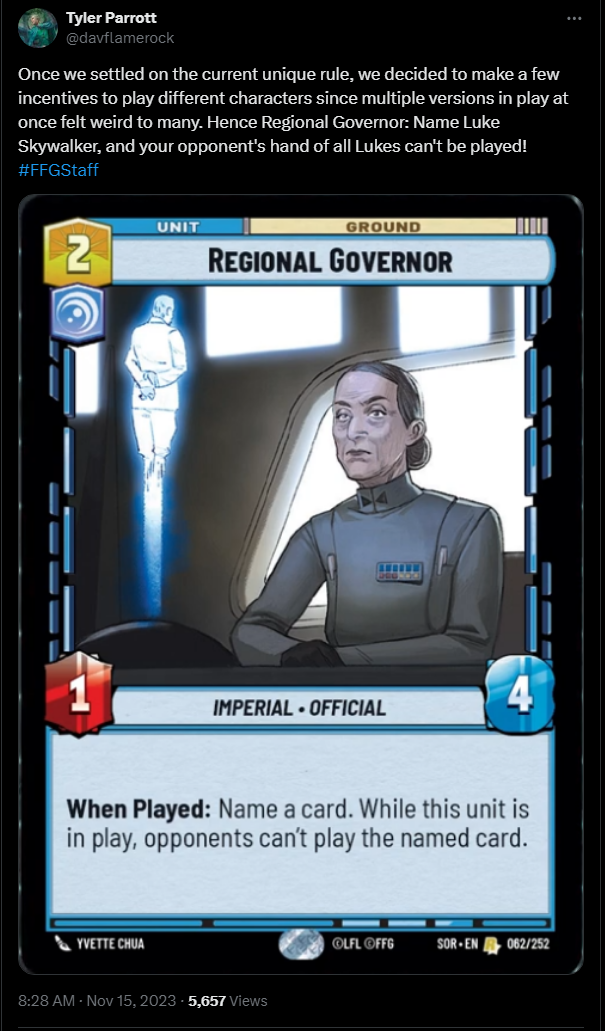 Tyler Parrott
@davflamerock
Once we settled on the current unique rule, we decided to make a few
incentives to play different characters since multiple versions in play at
once felt weird to many. Hence Regional Governor: Name Luke
Skywalker, and your opponent's hand of all Lukes can't be played!
#FFGStaff
UNIT GROUND
2
REGIONAL GOVERNOR
1
4
IMPERIAL • OFFICIAL
When Played: Name a card. While this unit is
in play, opponents can't play the named card.
YVETTE CHUA ©LFL ©FFG SOR•EN R 062/252
8:28 AM · Nov 15, 2023 · 5,657 Views